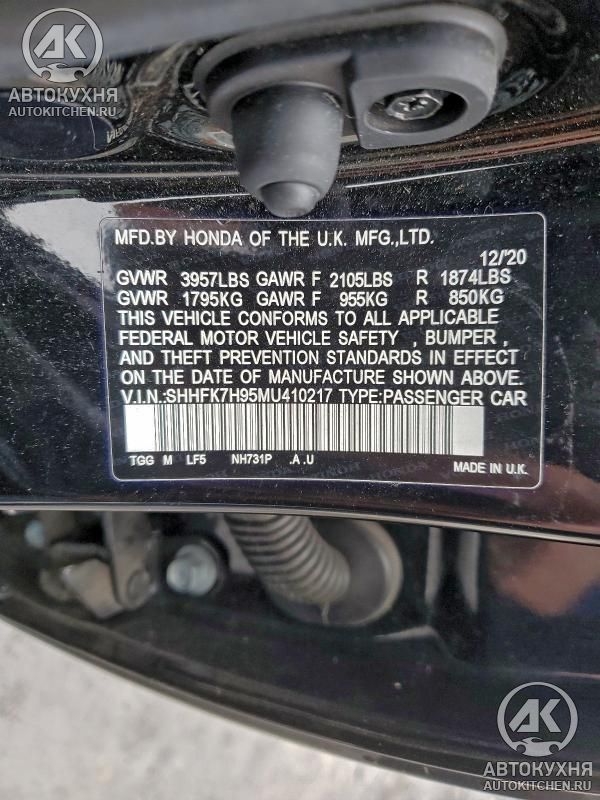 AK
АВТОКУХНЯ
AUTOKITCHEN.RU
MFD.BY HONDA OF THE U.K. MFG.,LTD.
12/'20
GVWR 3957LBS GAWR F 2105LBS R 1874LBS
GVWR 1795KG GAWR F 955KG R 850KG
THIS VEHICLE CONFORMS TO ALL APPLICABLE
FEDERAL MOTOR VEHICLE SAFETY , BUMPER ,
AND THEFT PREVENTION STANDARDS IN EFFECT
ON THE DATE OF MANUFACTURE SHOWN ABOVE.
V.I.N.:SHHFK7H95MU410217 TYPE:PASSENGER CAR
TGG M LF5 NH731P .A .U
MADE IN U.K.
AK
АВТОКУХНЯ
AUTOKITCHEN.RU